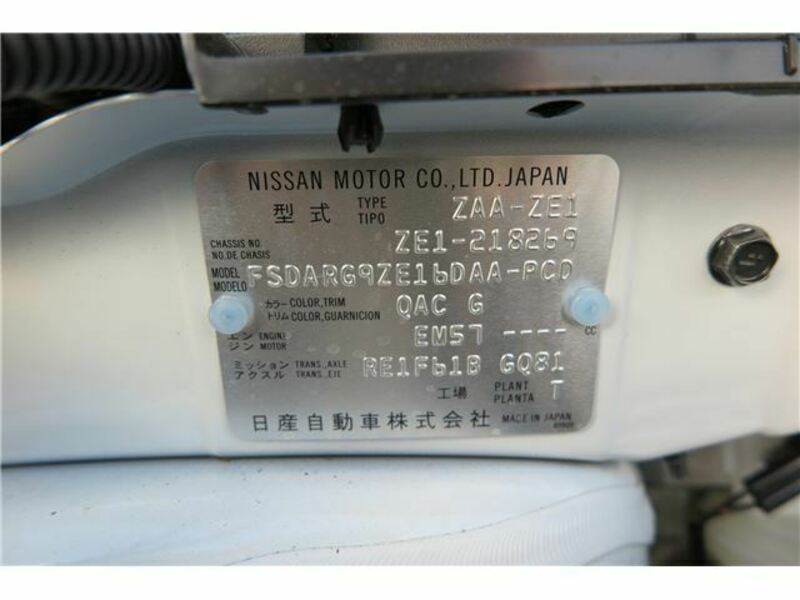 NISSAN MOTOR CO.,LTD.JAPAN
型式 TYPE TIPO ZAA-ZE1
CHASSIS NO. NO.DE CHASIS ZE1-218269
MODEL MODELO FSDARG9ZE16DAA-PCD
カラー COLOR,TRIM QAC G
トリム COLOR,GUARNICION
エンジン ENGINE MOTOR EM57 ---- CC
ミッション TRANS.,AXLE RE1F61B GQ81
アクスル TRANS.,EJE
工場 PLANT PLANTA T
日産自動車株式会社 MADE IN JAPAN